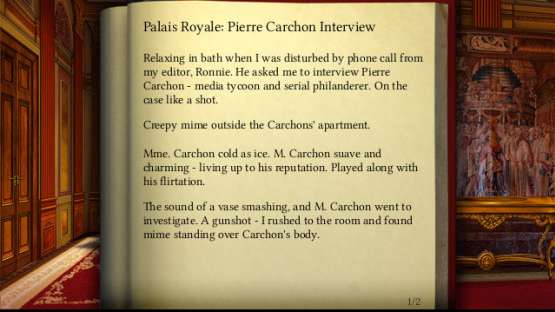 Palais Royale: Pierre Carchon Interview
Relaxing in bath when I was disturbed by phone call from
my editor, Ronnie. He asked me to interview Pierre
Carchon - media tycoon and serial philanderer. On the
case like a shot.
Creepy mime outside the Carchons' apartment.
Mme. Carchon cold as ice. M. Carchon suave and
charming - living up to his reputation. Played along with
his flirtation.
The sound of a vase smashing, and M. Carchon went to
investigate. A gunshot - I rushed to the room and found
mime standing over Carchon's body.
1/2